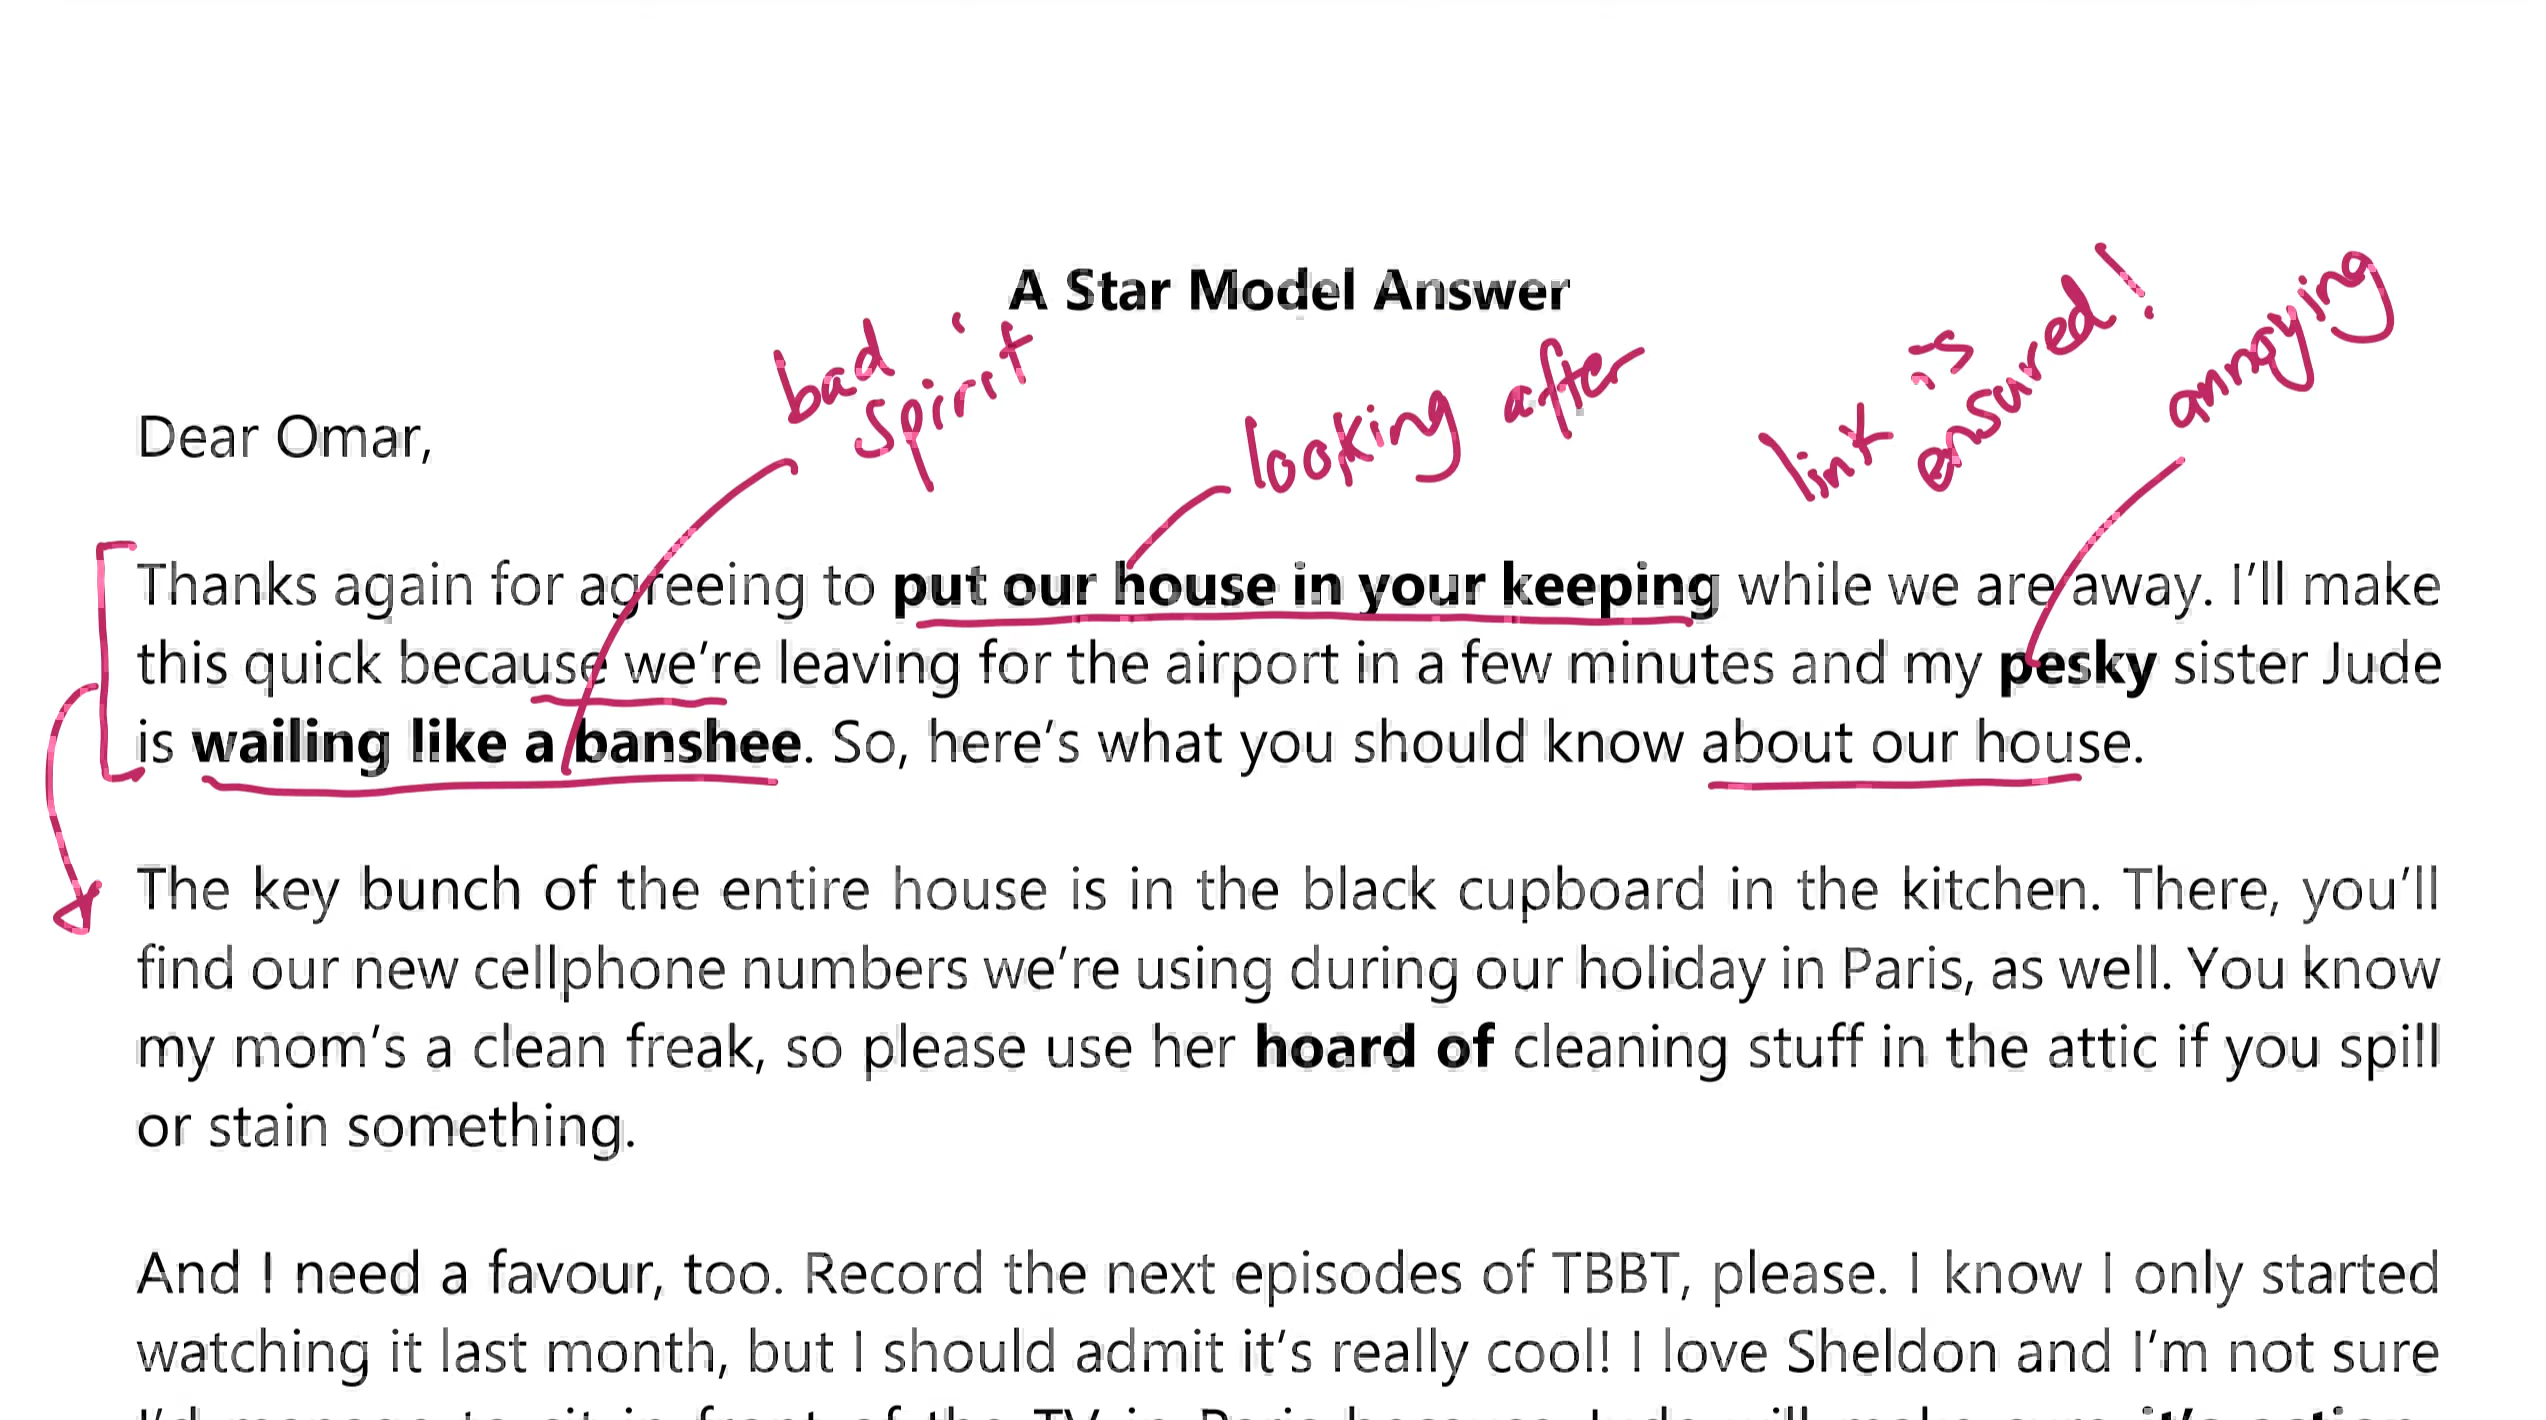 A Star Model Answer
bad spirit
looking after
link is ensured!
annoying
Dear Omar,
Thanks again for agreeing to put our house in your keeping while we are away. I'll make
this quick because we're leaving for the airport in a few minutes and my pesky sister Jude
is wailing like a banshee. So, here's what you should know about our house.
The key bunch of the entire house is in the black cupboard in the kitchen. There, you'll
find our new cellphone numbers we're using during our holiday in Paris, as well. You know
my mom's a clean freak, so please use her hoard of cleaning stuff in the attic if you spill
or stain something.
And I need a favour, too. Record the next episodes of TBBT, please. I know I only started
watching it last month, but I should admit it's really cool! I love Sheldon and I'm not sure